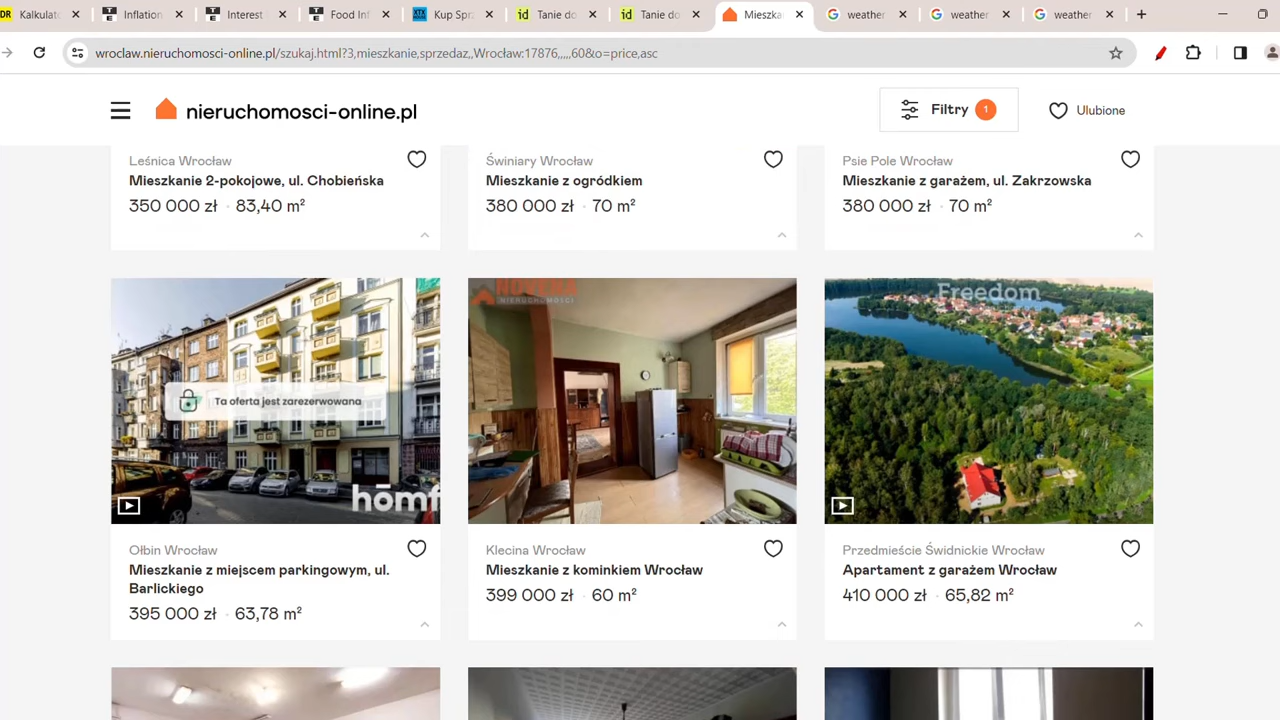 DR Kalkulato
Inflation
Interest
Food Inf
Kup Sprz
Tanie do
Tanie do
Mieszka
weather
weather
weather
wroclaw.nieruchomosci-online.pl/szukaj.html?3,mieszkanie,sprzedaz,,Wrocław:17876,,,,,60&o=price,asc
nieruchomosci-online.pl
Filtry 1
Ulubione
Leśnica Wrocław
Mieszkanie 2-pokojowe, ul. Chobieńska
350 000 zł · 83,40 m²
Świniary Wrocław
Mieszkanie z ogródkiem
380 000 zł · 70 m²
Psie Pole Wrocław
Mieszkanie z garażem, ul. Zakrzowska
380 000 zł · 70 m²
Ta oferta jest zarezerwowana
hōmf
Ołbin Wrocław
Mieszkanie z miejscem parkingowym, ul.
Barlickiego
395 000 zł · 63,78 m²
NOVENA
NIERUCHOMOŚCI
Klecina Wrocław
Mieszkanie z kominkiem Wrocław
399 000 zł · 60 m²
Freedom
Przedmieście Świdnickie Wrocław
Apartament z garażem Wrocław
410 000 zł · 65,82 m²